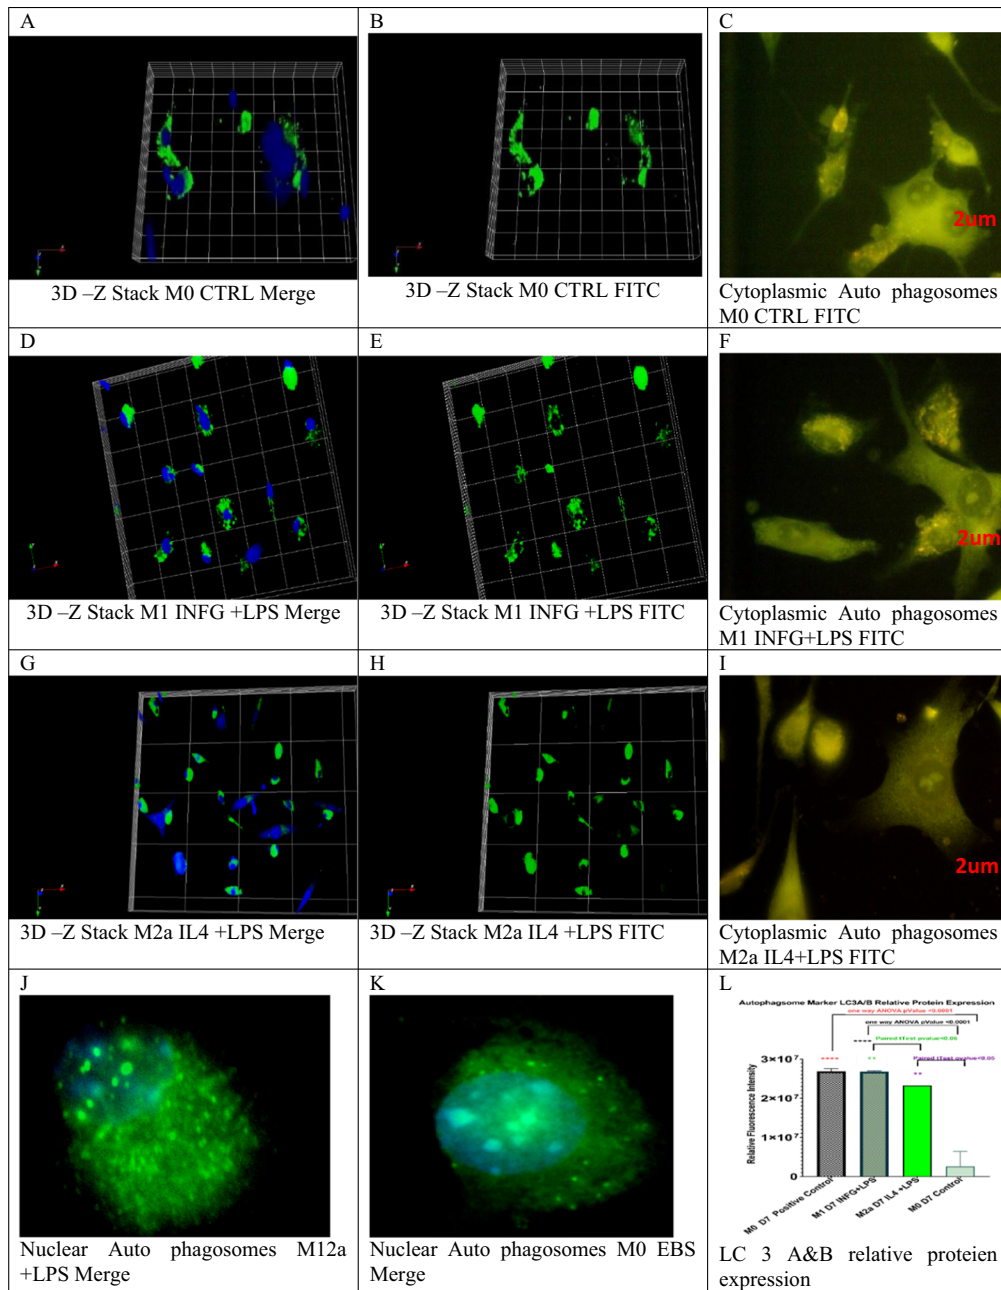 A
B
C
2um
3D –Z Stack M0 CTRL Merge
3D –Z Stack M0 CTRL FITC
Cytoplasmic Auto phagosomes
M0 CTRL FITC
D
E
F
2um
3D –Z Stack M1 INFG +LPS Merge
3D –Z Stack M1 INFG +LPS FITC
Cytoplasmic Auto phagosomes
M1 INFG+LPS FITC
G
H
I
2um
3D –Z Stack M2a IL4 +LPS Merge
3D –Z Stack M2a IL4 +LPS FITC
Cytoplasmic Auto phagosomes
M2a IL4+LPS FITC
J
K
L
Nuclear Auto phagosomes M12a
+LPS Merge
Nuclear Auto phagosomes M0 EBS
Merge
Autophagsome Marker LC3A/B Relative Protein Expression
one way ANOVA pValue <0.0001
one way ANOVA pValue <0.0001
Paired tTest pvalue<0.05
Paired tTest pvalue<0.05
****
****
**
**
Relative Fluorescence Intensity
3×10⁷
2×10⁷
1×10⁷
0
M0 D7 Positive Control
M1 D7 INFG+LPS
M2a D7 IL4 +LPS
M0 D7 Control
LC 3 A&B relative proteien
expression